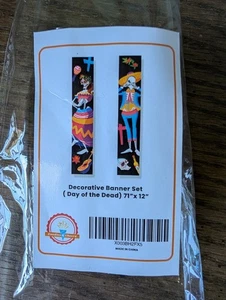 Decorative Banner Set
( Day of the Dead) 71"x 12"
MADE IN CHINA